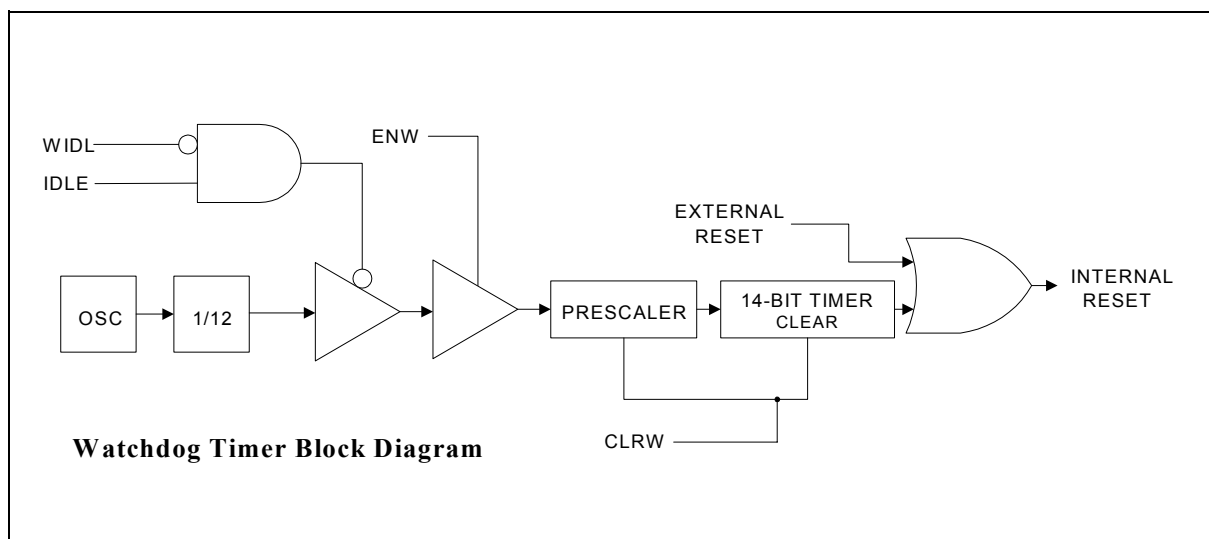 WIDL
IDLE
ENW
EXTERNAL
RESET
INTERNAL
RESET
OSC
1/12
PRESCALER
14-BIT TIMER
CLEAR
CLRW
Watchdog Timer Block Diagram